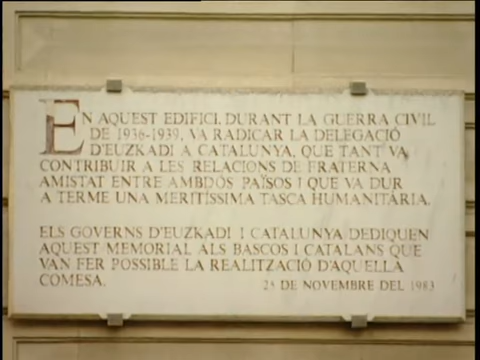 EN AQUEST EDIFICI, DURANT LA GUERRA CIVIL
DE 1936-1939, VA RADICAR LA DELEGACIÓ
D'EUZKADI A CATALUNYA, QUE TANT VA
CONTRIBUIR A LES RELACIONS DE FRATERNA
AMISTAT ENTRE AMBDÓS PAÏSOS I QUE VA DUR
A TERME UNA MERITÍSSIMA TASCA HUMANITÀRIA.
ELS GOVERNS D'EUZKADI I CATALUNYA DEDIQUEN
AQUEST MEMORIAL ALS BASCOS I CATALANS QUE
VAN FER POSSIBLE LA REALITZACIÓ D'AQUELLA
COMESA.
DE NOVEMBRE DEL 1983